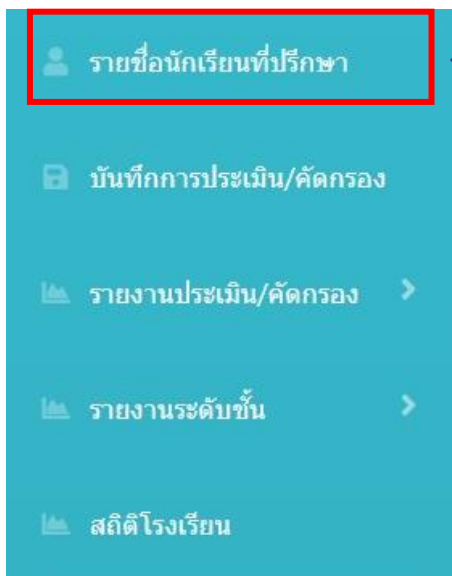 รายชื่อนักเรียนที่ปรึกษา
บันทึกการประเมิน/คัดกรอง
รายงานประเมิน/คัดกรอง
รายงานระดับชั้น
สถิติโรงเรียน